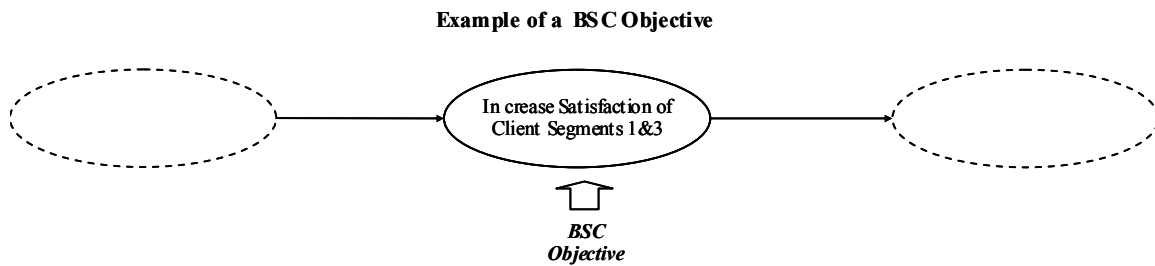 Example of a BSC Objective
In crease Satisfaction of
Client Segments 1&3
BSC
Objective